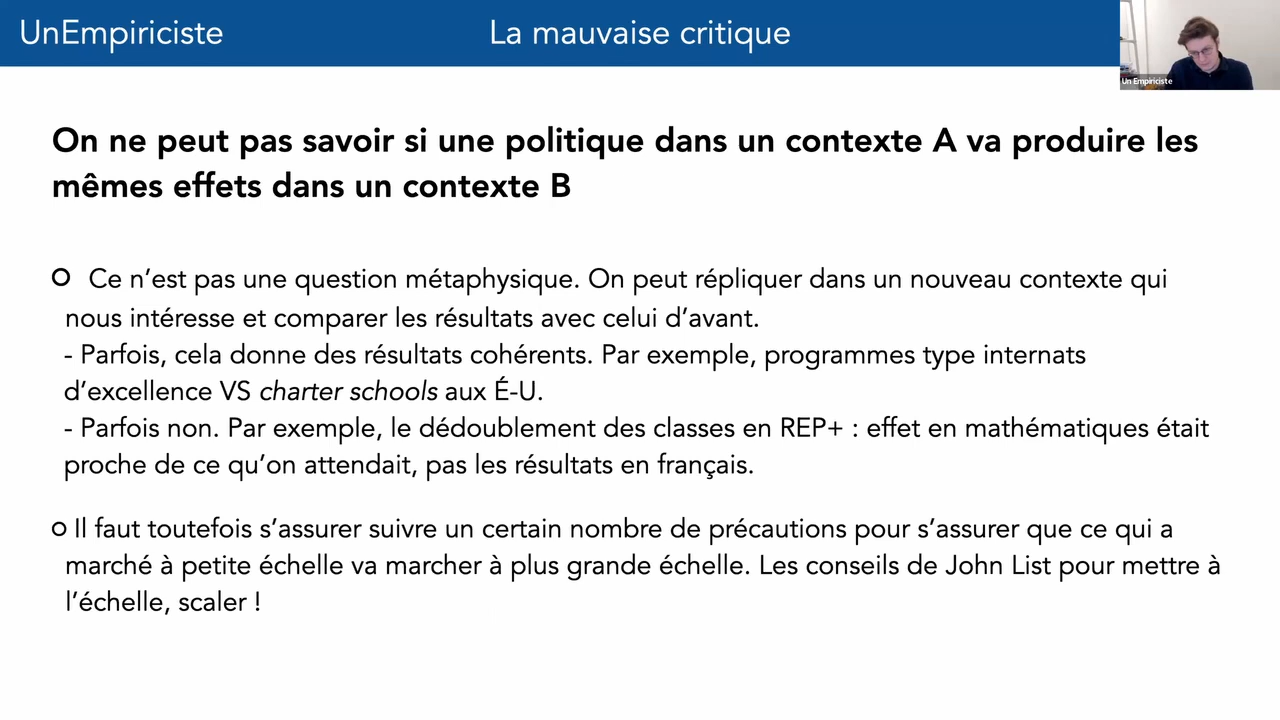 UnEmpiriciste
La mauvaise critique
Un Empiriciste
On ne peut pas savoir si une politique dans un contexte A va produire les
mêmes effets dans un contexte B
O Ce n’est pas une question métaphysique. On peut répliquer dans un nouveau contexte qui
nous intéresse et comparer les résultats avec celui d’avant.
- Parfois, cela donne des résultats cohérents. Par exemple, programmes type internats
d’excellence VS charter schools aux É-U.
- Parfois non. Par exemple, le dédoublement des classes en REP+ : effet en mathématiques était
proche de ce qu’on attendait, pas les résultats en français.
o Il faut toutefois s’assurer suivre un certain nombre de précautions pour s’assurer que ce qui a
marché à petite échelle va marcher à plus grande échelle. Les conseils de John List pour mettre à
l’échelle, scaler !